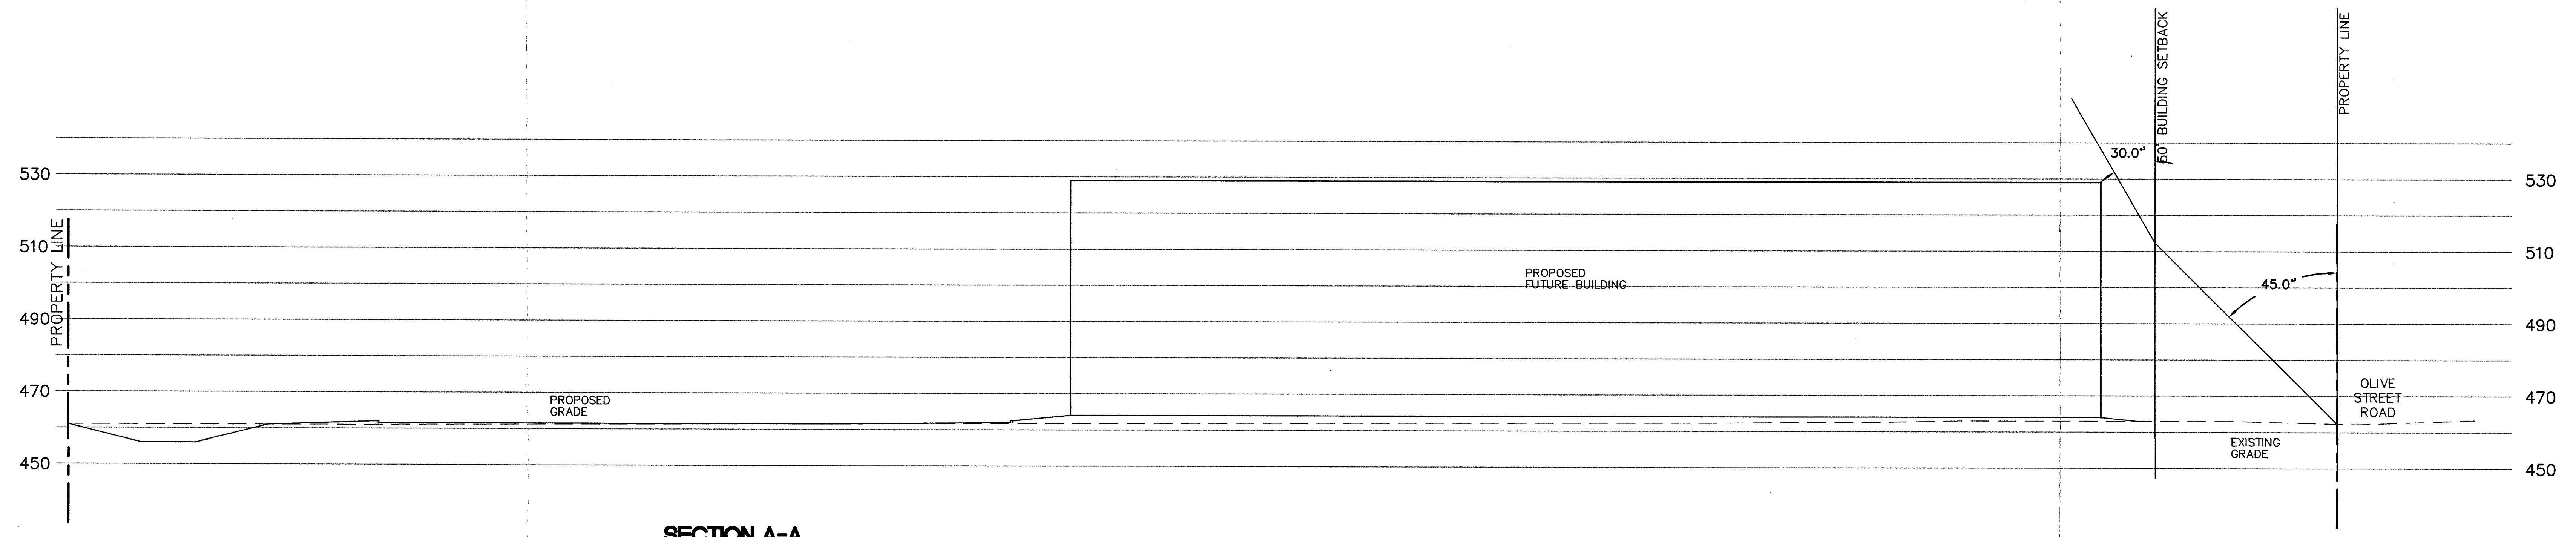 BUILDING SETBACK
50'
PROPERTY LINE
30.0°
530
530
PROPERTY LINE
510
510
PROPOSED
FUTURE BUILDING
45.0°
490
490
470
PROPOSED
GRADE
OLIVE
STREET
ROAD
470
EXISTING
GRADE
450
450
SECTION A-A